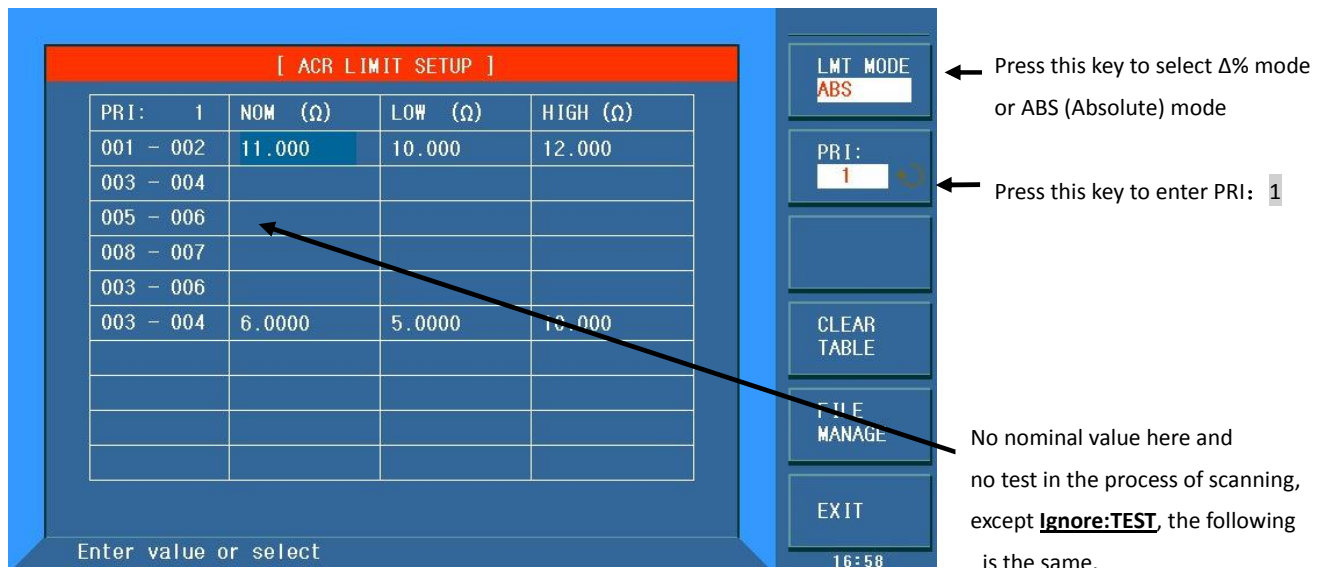 [ ACR LIMIT SETUP ]
PRI: 1 NOM (Ω) LOW (Ω) HIGH (Ω)
001 - 002 11.000 10.000 12.000
003 - 004
005 - 006
008 - 007
003 - 006
003 - 004 6.0000 5.0000 10.000
Enter value or select
LMT MODE
ABS
PRI:
1
CLEAR
TABLE
FILE
MANAGE
EXIT
16:58
Press this key to select Δ% mode
or ABS (Absolute) mode
Press this key to enter PRI： 1
No nominal value here and
no test in the process of scanning,
except Ignore:TEST, the following
is the same.